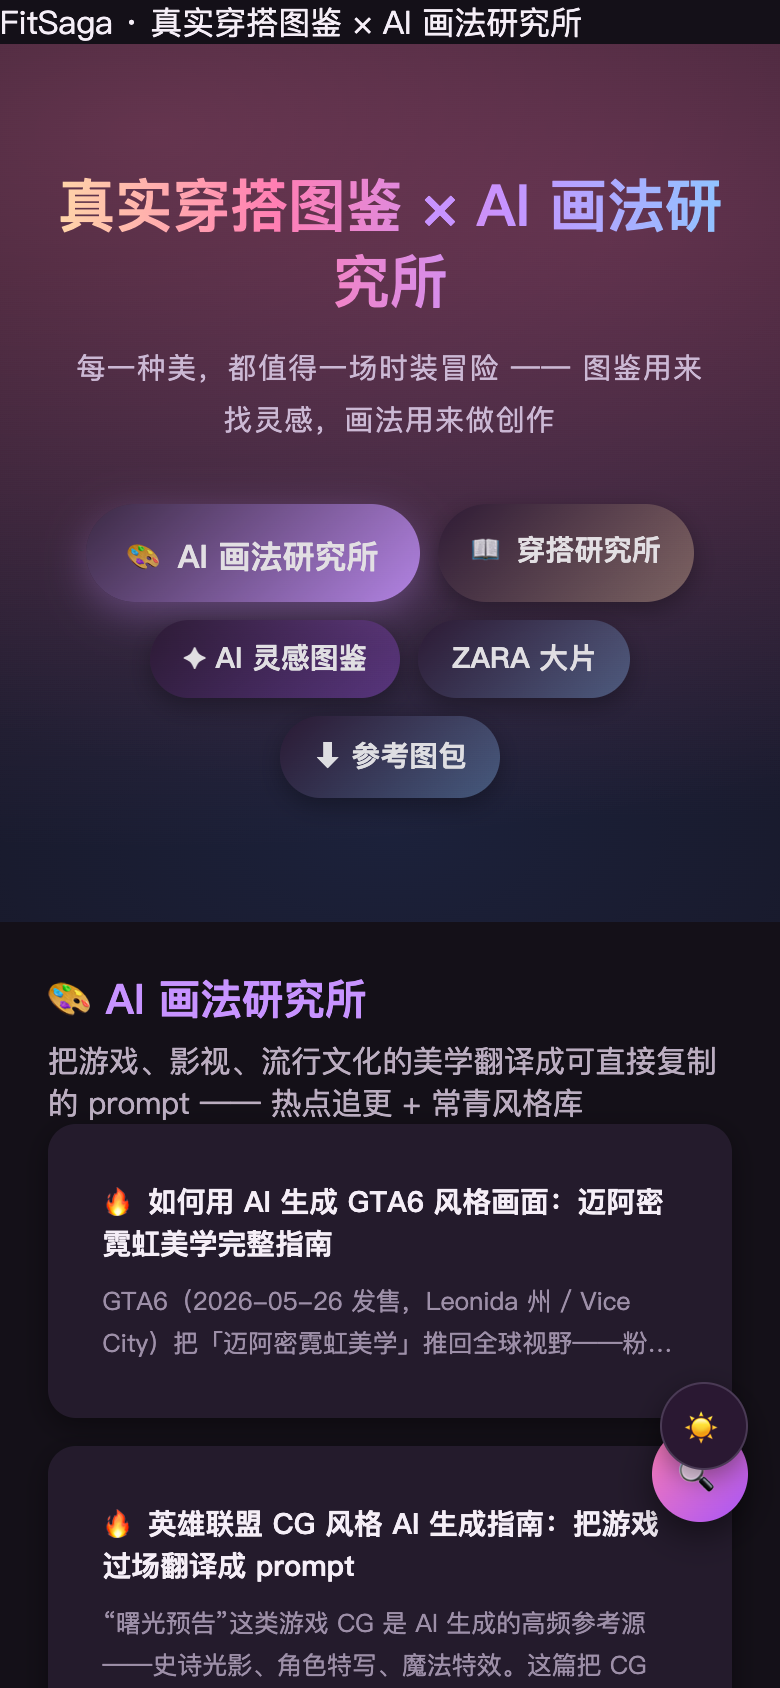 FitSaga · 真实穿搭图鉴 × AI 画法研究所
真实穿搭图鉴 × AI 画法研
究所
每一种美，都值得一场时装冒险 —— 图鉴用来
找灵感，画法用来做创作
🎨 AI 画法研究所
📖 穿搭研究所
✦ AI 灵感图鉴
ZARA 大片
⬇ 参考图包
🎨 AI 画法研究所
把游戏、影视、流行文化的美学翻译成可直接复制
的 prompt —— 热点追更 + 常青风格库
🔥 如何用 AI 生成 GTA6 风格画面：迈阿密
霓虹美学完整指南
GTA6（2026-05-26 发售，Leonida 州 / Vice
City）把「迈阿密霓虹美学」推回全球视野——粉…
🔥 英雄联盟 CG 风格 AI 生成指南：把游戏
过场翻译成 prompt
“曙光预告”这类游戏 CG 是 AI 生成的高频参考源
——史诗光影、角色特写、魔法特效。这篇把 CG